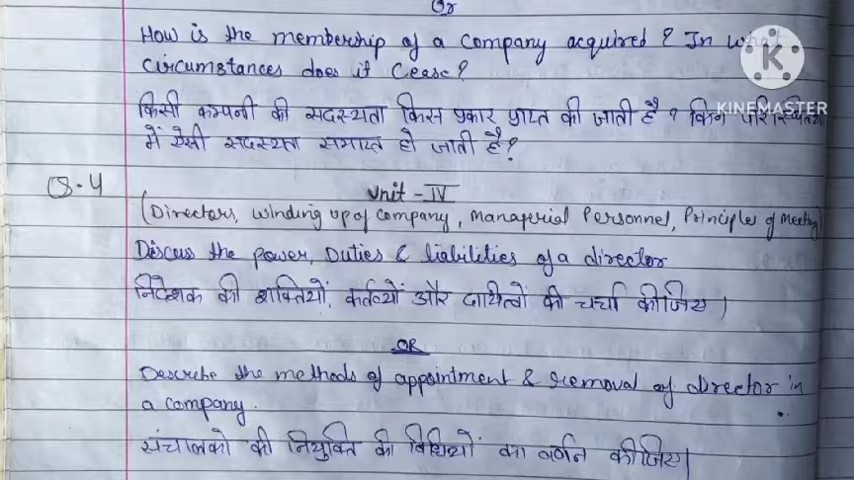 Or
How is the membership of a company acquired ? In what
circumstances does it cease?
KINEMASTER
किसी कम्पनी की सदस्यता किस प्रकार प्राप्त की जाती है ? किन परिस्थितियों
में ऐसी सदस्यता समाप्त हो जाती है?
Q.4 Unit - IV
(Directors, winding up of company, Managerial Personnel, Principles of Meeting)
Discuss the power, Duties & liabilities of a director
निदेशक की शक्तियों, कर्तव्यों और दायित्वों की चर्चा कीजिए।
OR
Describe the methods of appointment & removal of director in
a company.
संचालको की नियुक्ति की विधियों का वर्णन कीजिए।